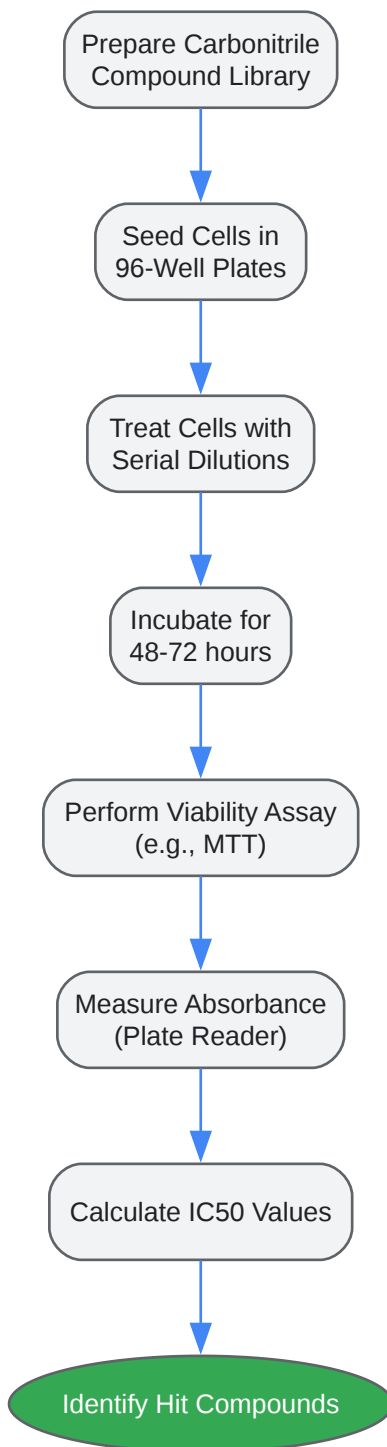 Prepare Carbonitrile
Compound Library
Seed Cells in
96-Well Plates
Treat Cells with
Serial Dilutions
Incubate for
48-72 hours
Perform Viability Assay
(e.g., MTT)
Measure Absorbance
(Plate Reader)
Calculate IC50 Values
Identify Hit Compounds